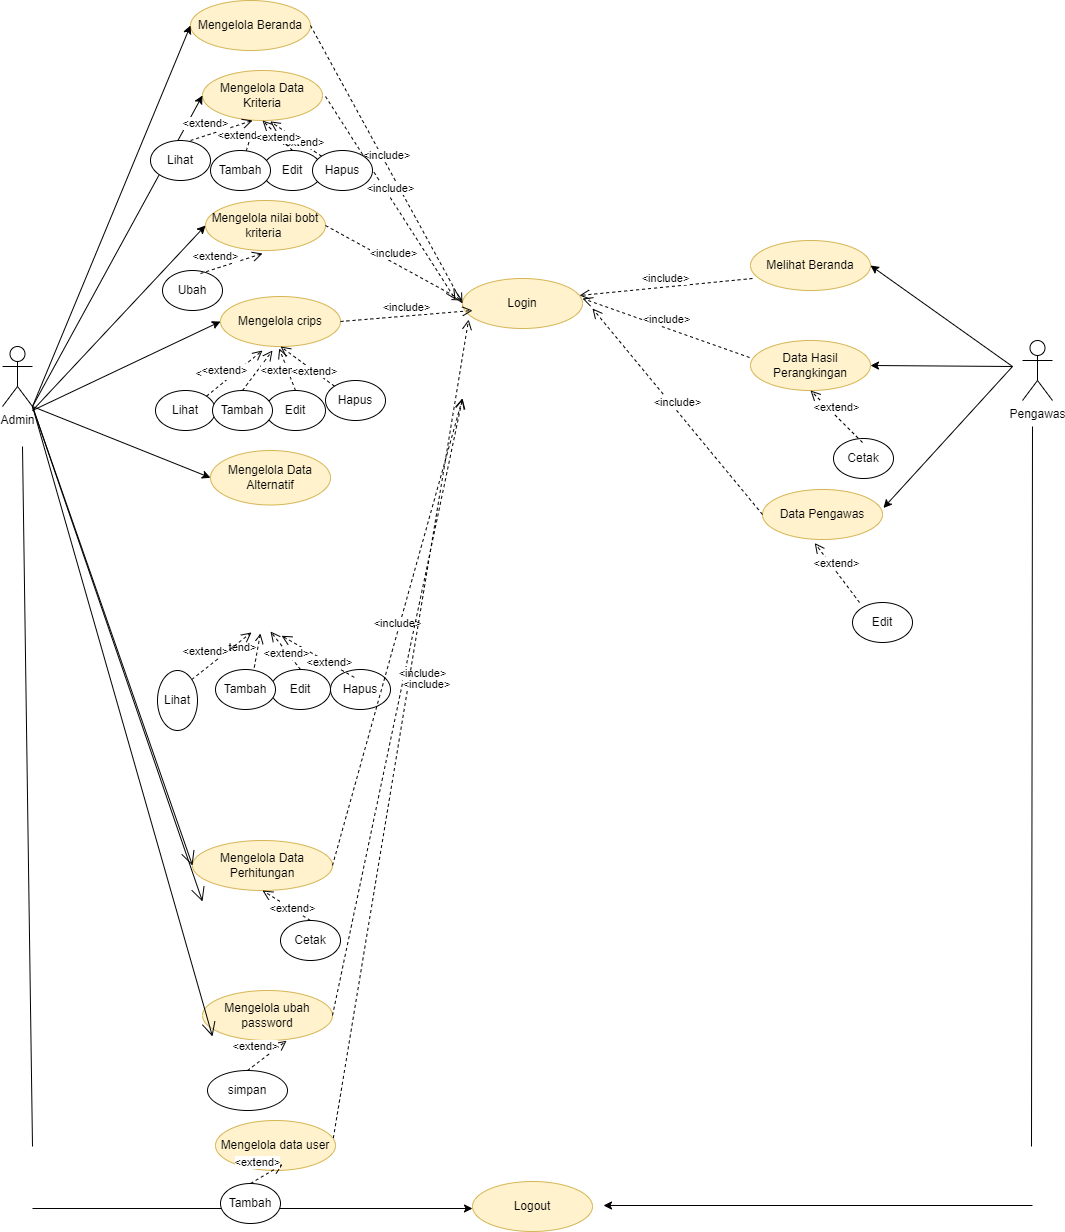 Mengelola Beranda
Mengelola Data
Kriteria
<extend>
<extend>
<extend>
Lihat
Tambah
Edit
Hapus
<include>
<include>
Mengelola nilai bobt
kriteria
<extend>
Ubah
<include>
Mengelola crips
<include>
<extend>
<extend>
Lihat
Tambah
Edit
Hapus
Login
Melihat Beranda
<include>
<include>
Data Hasil
Perangkingan
<extend>
Cetak
<include>
Data Pengawas
<extend>
Edit
Admin
Pengawas
Mengelola Data
Alternatif
<extend>
<extend>
<extend>
Lihat
Tambah
Edit
Hapus
<include>
<include>
<include>
Mengelola Data
Perhitungan
<extend>
Cetak
Mengelola ubah
password
<extend>
simpan
Mengelola data user
<extend>
Tambah
Logout